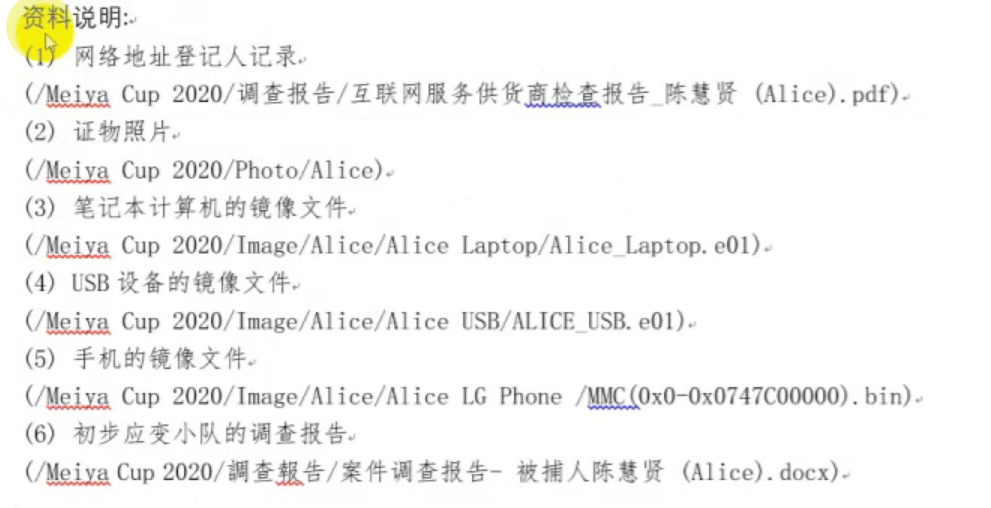 资料说明:
(1) 网络地址登记人记录
(/Meiya Cup 2020/调查报告/互联网服务供货商检查报告_陈慧贤 (Alice).pdf)
(2) 证物照片
(/Meiya Cup 2020/Photo/Alice)
(3) 笔记本计算机的镜像文件
(/Meiya Cup 2020/Image/Alice/Alice Laptop/Alice_Laptop.e01)
(4) USB 设备的镜像文件
(/Meiya Cup 2020/Image/Alice/Alice USB/ALICE_USB.e01)
(5) 手机的镜像文件
(/Meiya Cup 2020/Image/Alice/Alice LG Phone /MMC(0x0-0x0747C00000).bin)
(6) 初步应变小队的调查报告
(/Meiya Cup 2020/調查報告/案件调查报告- 被捕人陈慧贤 (Alice).docx)